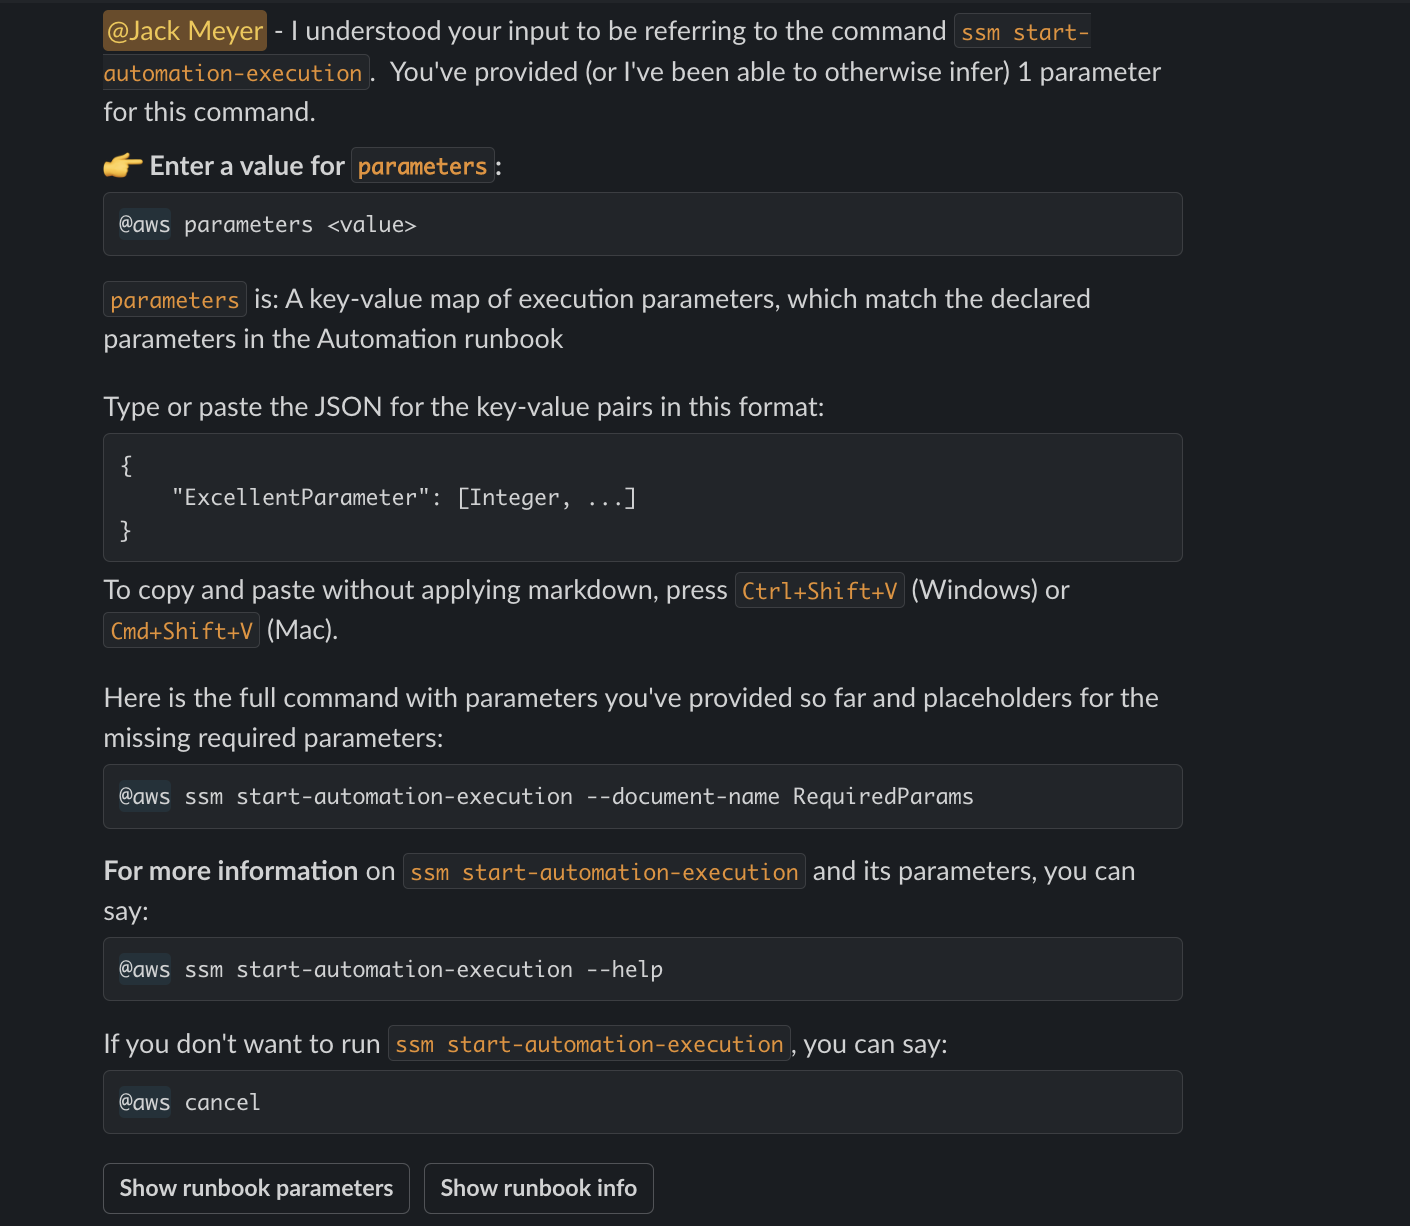 @Jack Meyer - I understood your input to be referring to the command ssm start-
automation-execution.  You've provided (or I've been able to otherwise infer) 1 parameter
for this command.
👉 Enter a value for parameters:
@aws parameters <value>
parameters is: A key-value map of execution parameters, which match the declared
parameters in the Automation runbook
Type or paste the JSON for the key-value pairs in this format:
{
    "ExcellentParameter": [Integer, ...]
}
To copy and paste without applying markdown, press Ctrl+Shift+V (Windows) or
Cmd+Shift+V (Mac).
Here is the full command with parameters you've provided so far and placeholders for the
missing required parameters:
@aws ssm start-automation-execution --document-name RequiredParams
For more information on ssm start-automation-execution and its parameters, you can
say:
@aws ssm start-automation-execution --help
If you don't want to run ssm start-automation-execution, you can say:
@aws cancel
Show runbook parameters
Show runbook info